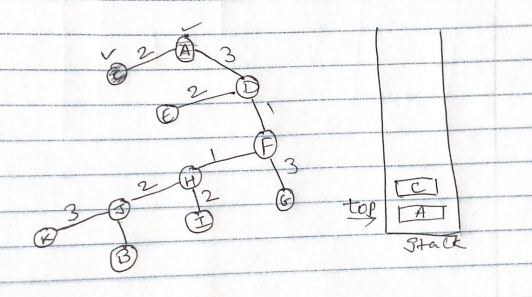 ✓
✓ 2 A 3
C
2 D
E 1
1 F
H 3
2 2
3 J I G
K
B
C
top A
stack